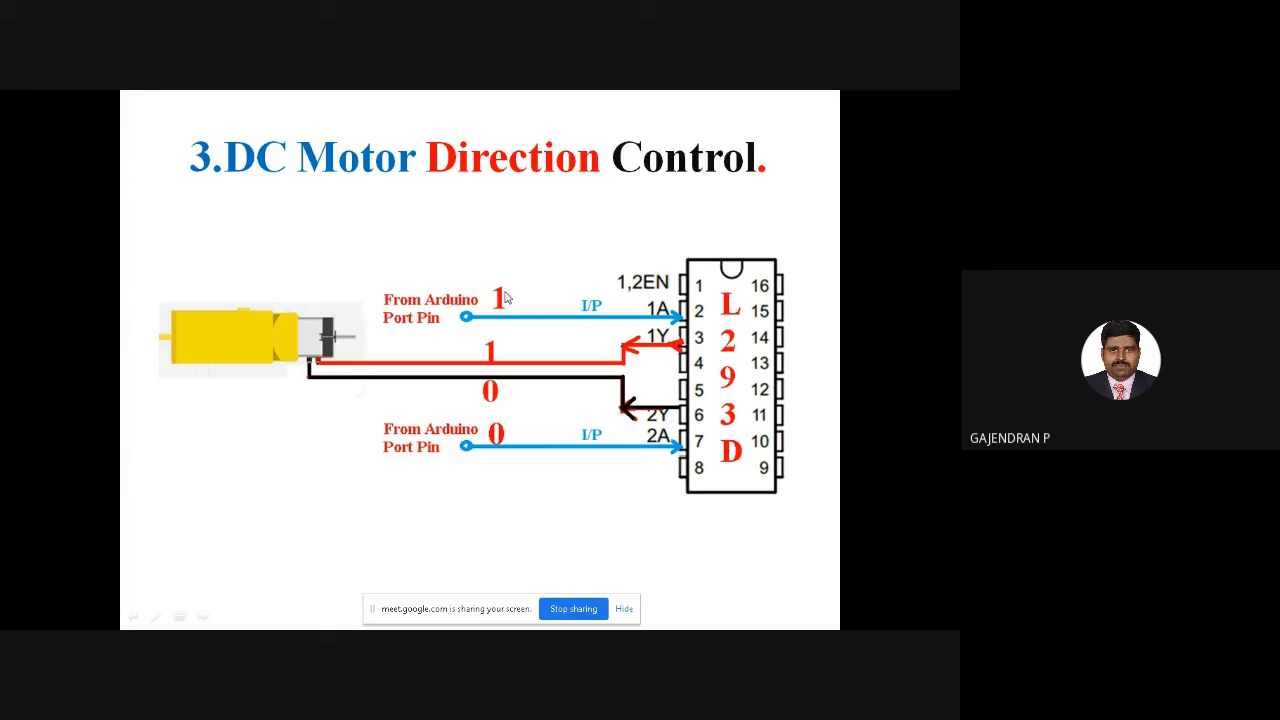 3.DC Motor Direction Control.
From Arduino 1
Port Pin
I/P
1,2EN
1A
1Y
1
0
2Y
2A
From Arduino 0
Port Pin
I/P
1 16
2 15
3 14
4 13
5 12
6 11
7 10
8 9
L
2
9
3
D
GAJENDRAN P
meet.google.com is sharing your screen. Stop sharing Hide